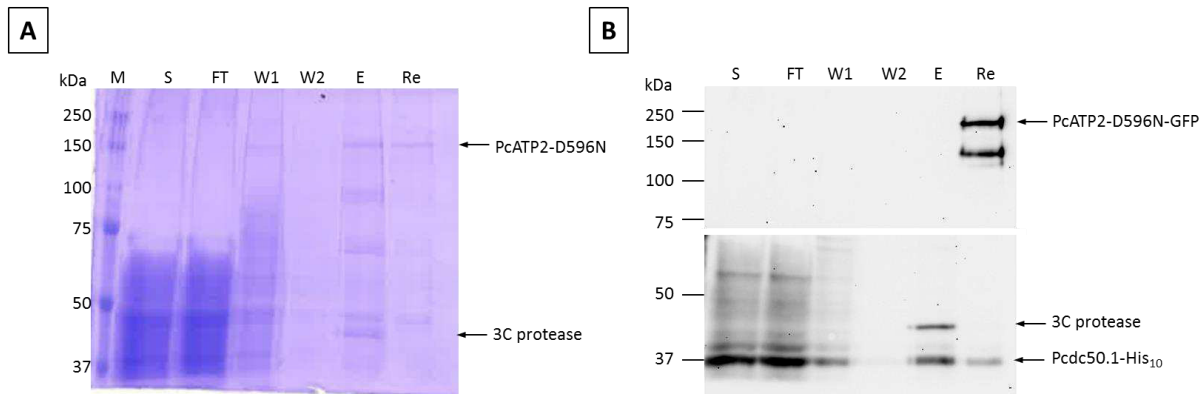 A
kDa M S FT W1 W2 E Re
250
150
100
75
50
37
PcATP2-D596N
3C protease
B
kDa S FT W1 W2 E Re
250
150
100
75
50
37
PcATP2-D596N-GFP
3C protease
Pcdc50.1-His₁₀